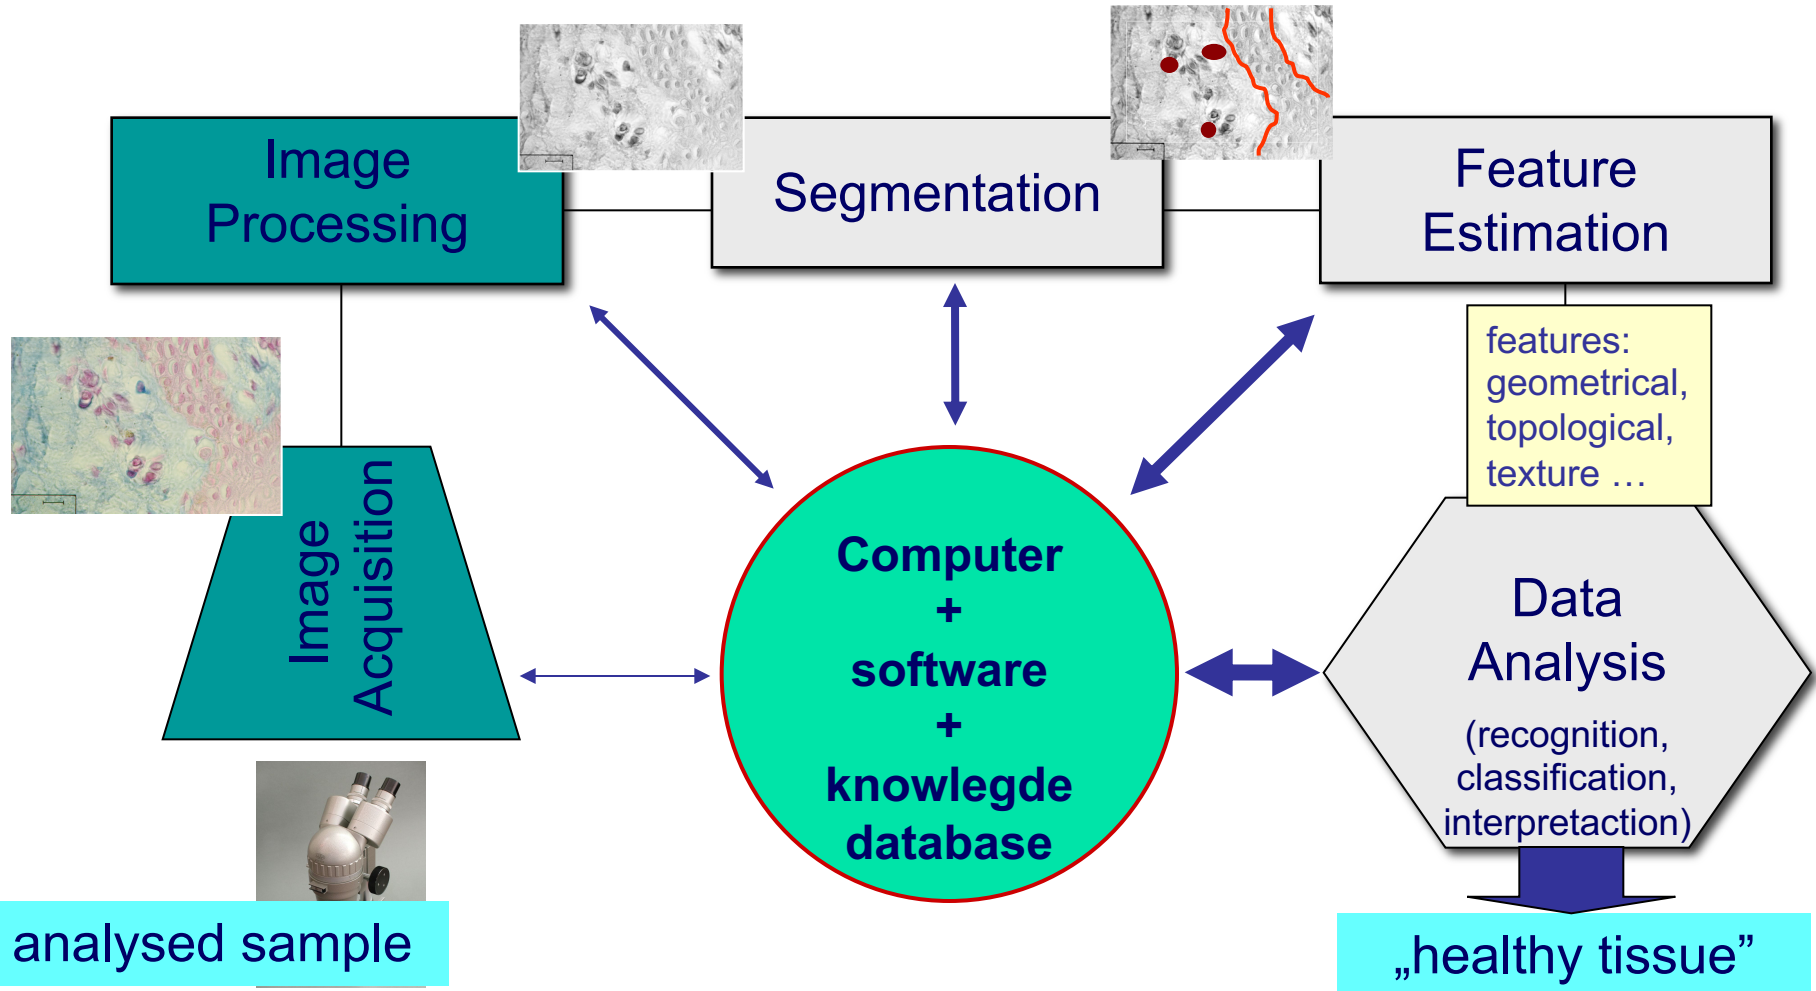 Image
Processing
Segmentation
Feature
Estimation
features:
geometrical,
topological,
texture …
Image
Acquisition
Computer
+
software
+
knowlegde
database
Data
Analysis
(recognition,
classification,
interpretaction)
analysed sample
„healthy tissue”